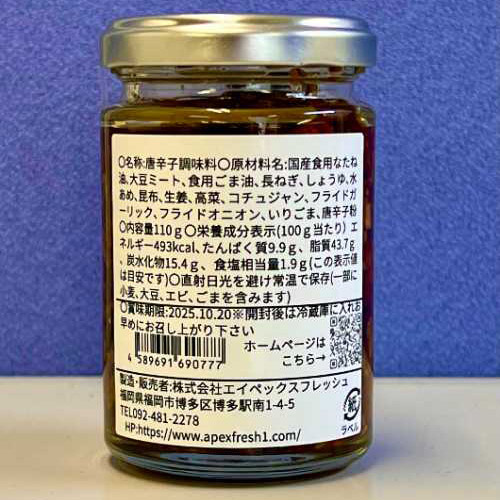 〇名称:唐辛子調味料〇原材料名:国産食用なたね
油、大豆ミート、食用ごま油、長ねぎ、しょうゆ、水
あめ、昆布、生姜、高菜、コチュジャン、フライドガ
ーリック、フライドオニオン、いりごま、唐辛子粉
〇内容量110g〇栄養成分表示(100g当たり)エ
ネルギー493kcal、たんぱく質9.9g、脂質43.7g
、炭水化物15.4g、食塩相当量1.9g(この表示値
は目安です)〇直射日光を避け常温で保存(一部に
小麦、大豆、エビ、ごまを含みます)
〇賞味期限:2025.10.20※開封後は冷蔵庫に入れお
早めにお召し上がり下さい
ホームページは
こちら→
4 589691 690777
製造・販売者:株式会社エイペックスフレッシュ
福岡県福岡市博多区博多駅南1-4-5
TEL092-481-2278
HP:https://www.apexfresh1.com/
紙
ラベル